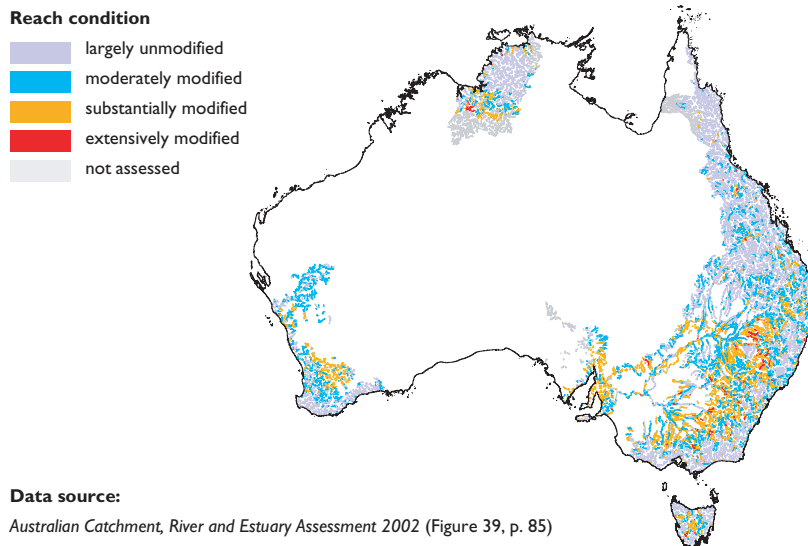 Reach condition
largely unmodified
moderately modified
substantially modified
extensively modified
not assessed
Data source:
Australian Catchment, River and Estuary Assessment 2002 (Figure 39, p. 85)